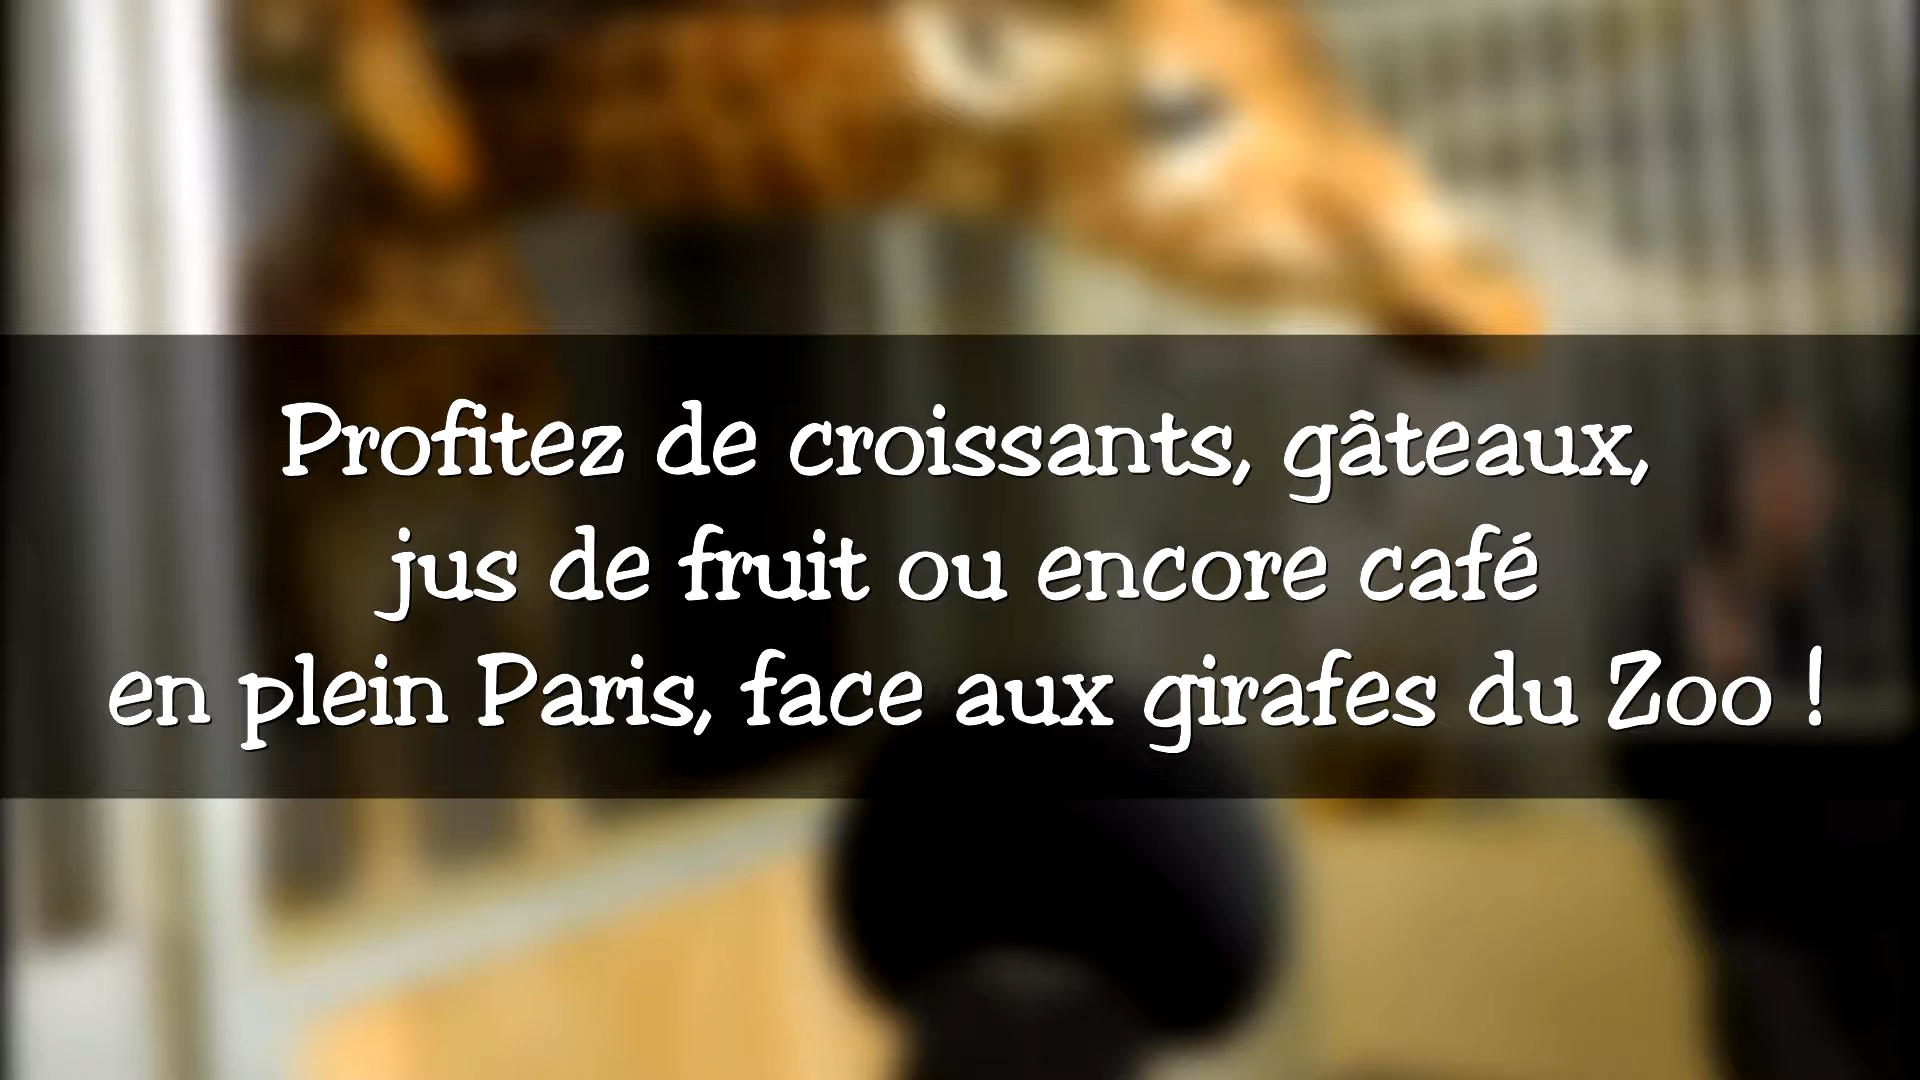 Profitez de croissants, gâteaux,
jus de fruit ou encore café
en plein Paris, face aux girafes du Zoo !